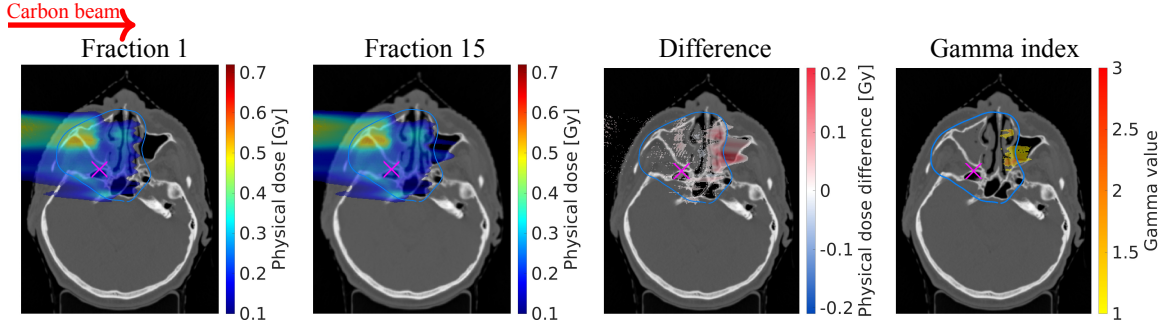 Carbon beam
Fraction 1
Fraction 15
Difference
Gamma index
0.7
0.6
0.5
0.4
0.3
0.2
0.1
Physical dose [Gy]
0.7
0.6
0.5
0.4
0.3
0.2
0.1
Physical dose [Gy]
0.2
0.1
0
-0.1
-0.2
Physical dose difference [Gy]
3
2.5
2
1.5
1
Gamma value